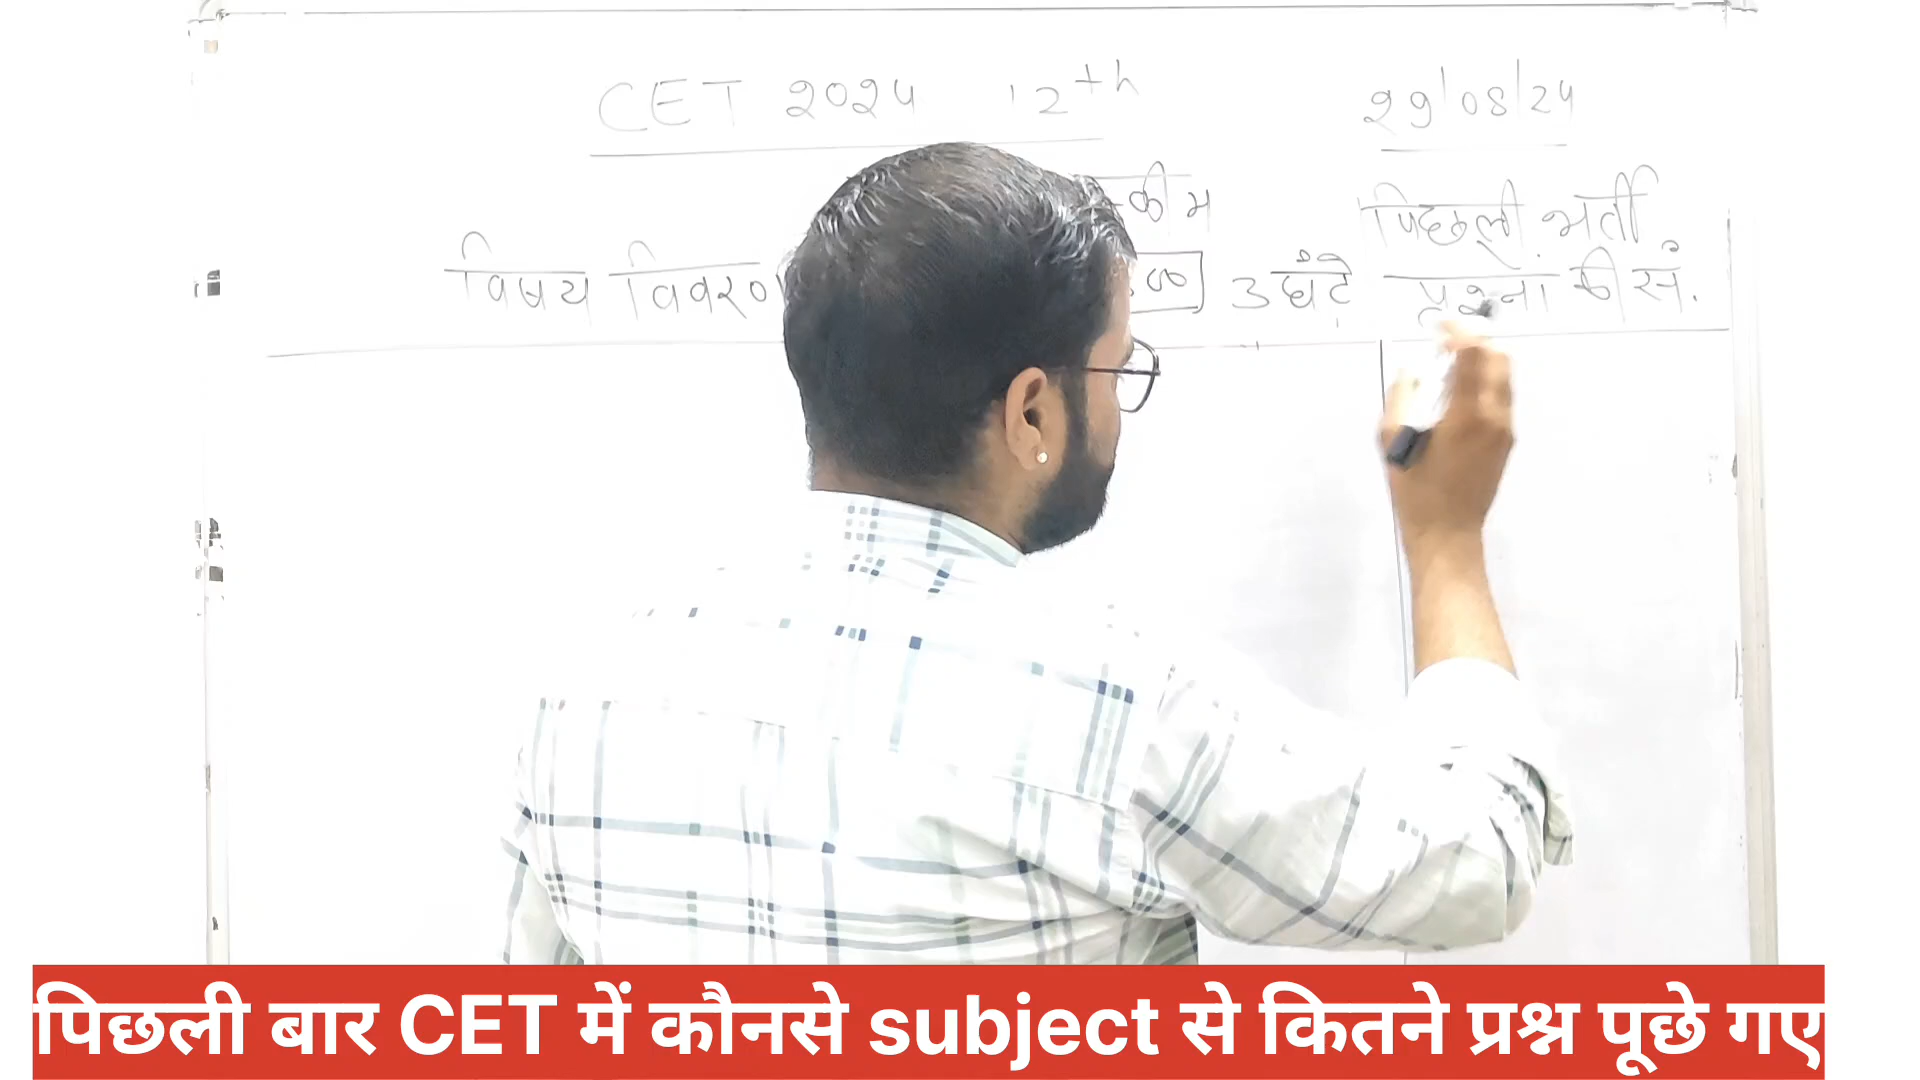 CET 2024 12th
29/08/24
पिछली भर्ती
विषय विवरण
3 घंटे
प्रश्नों की सं.
पिछली बार CET में कौनसे subject से कितने प्रश्न पूछे गए